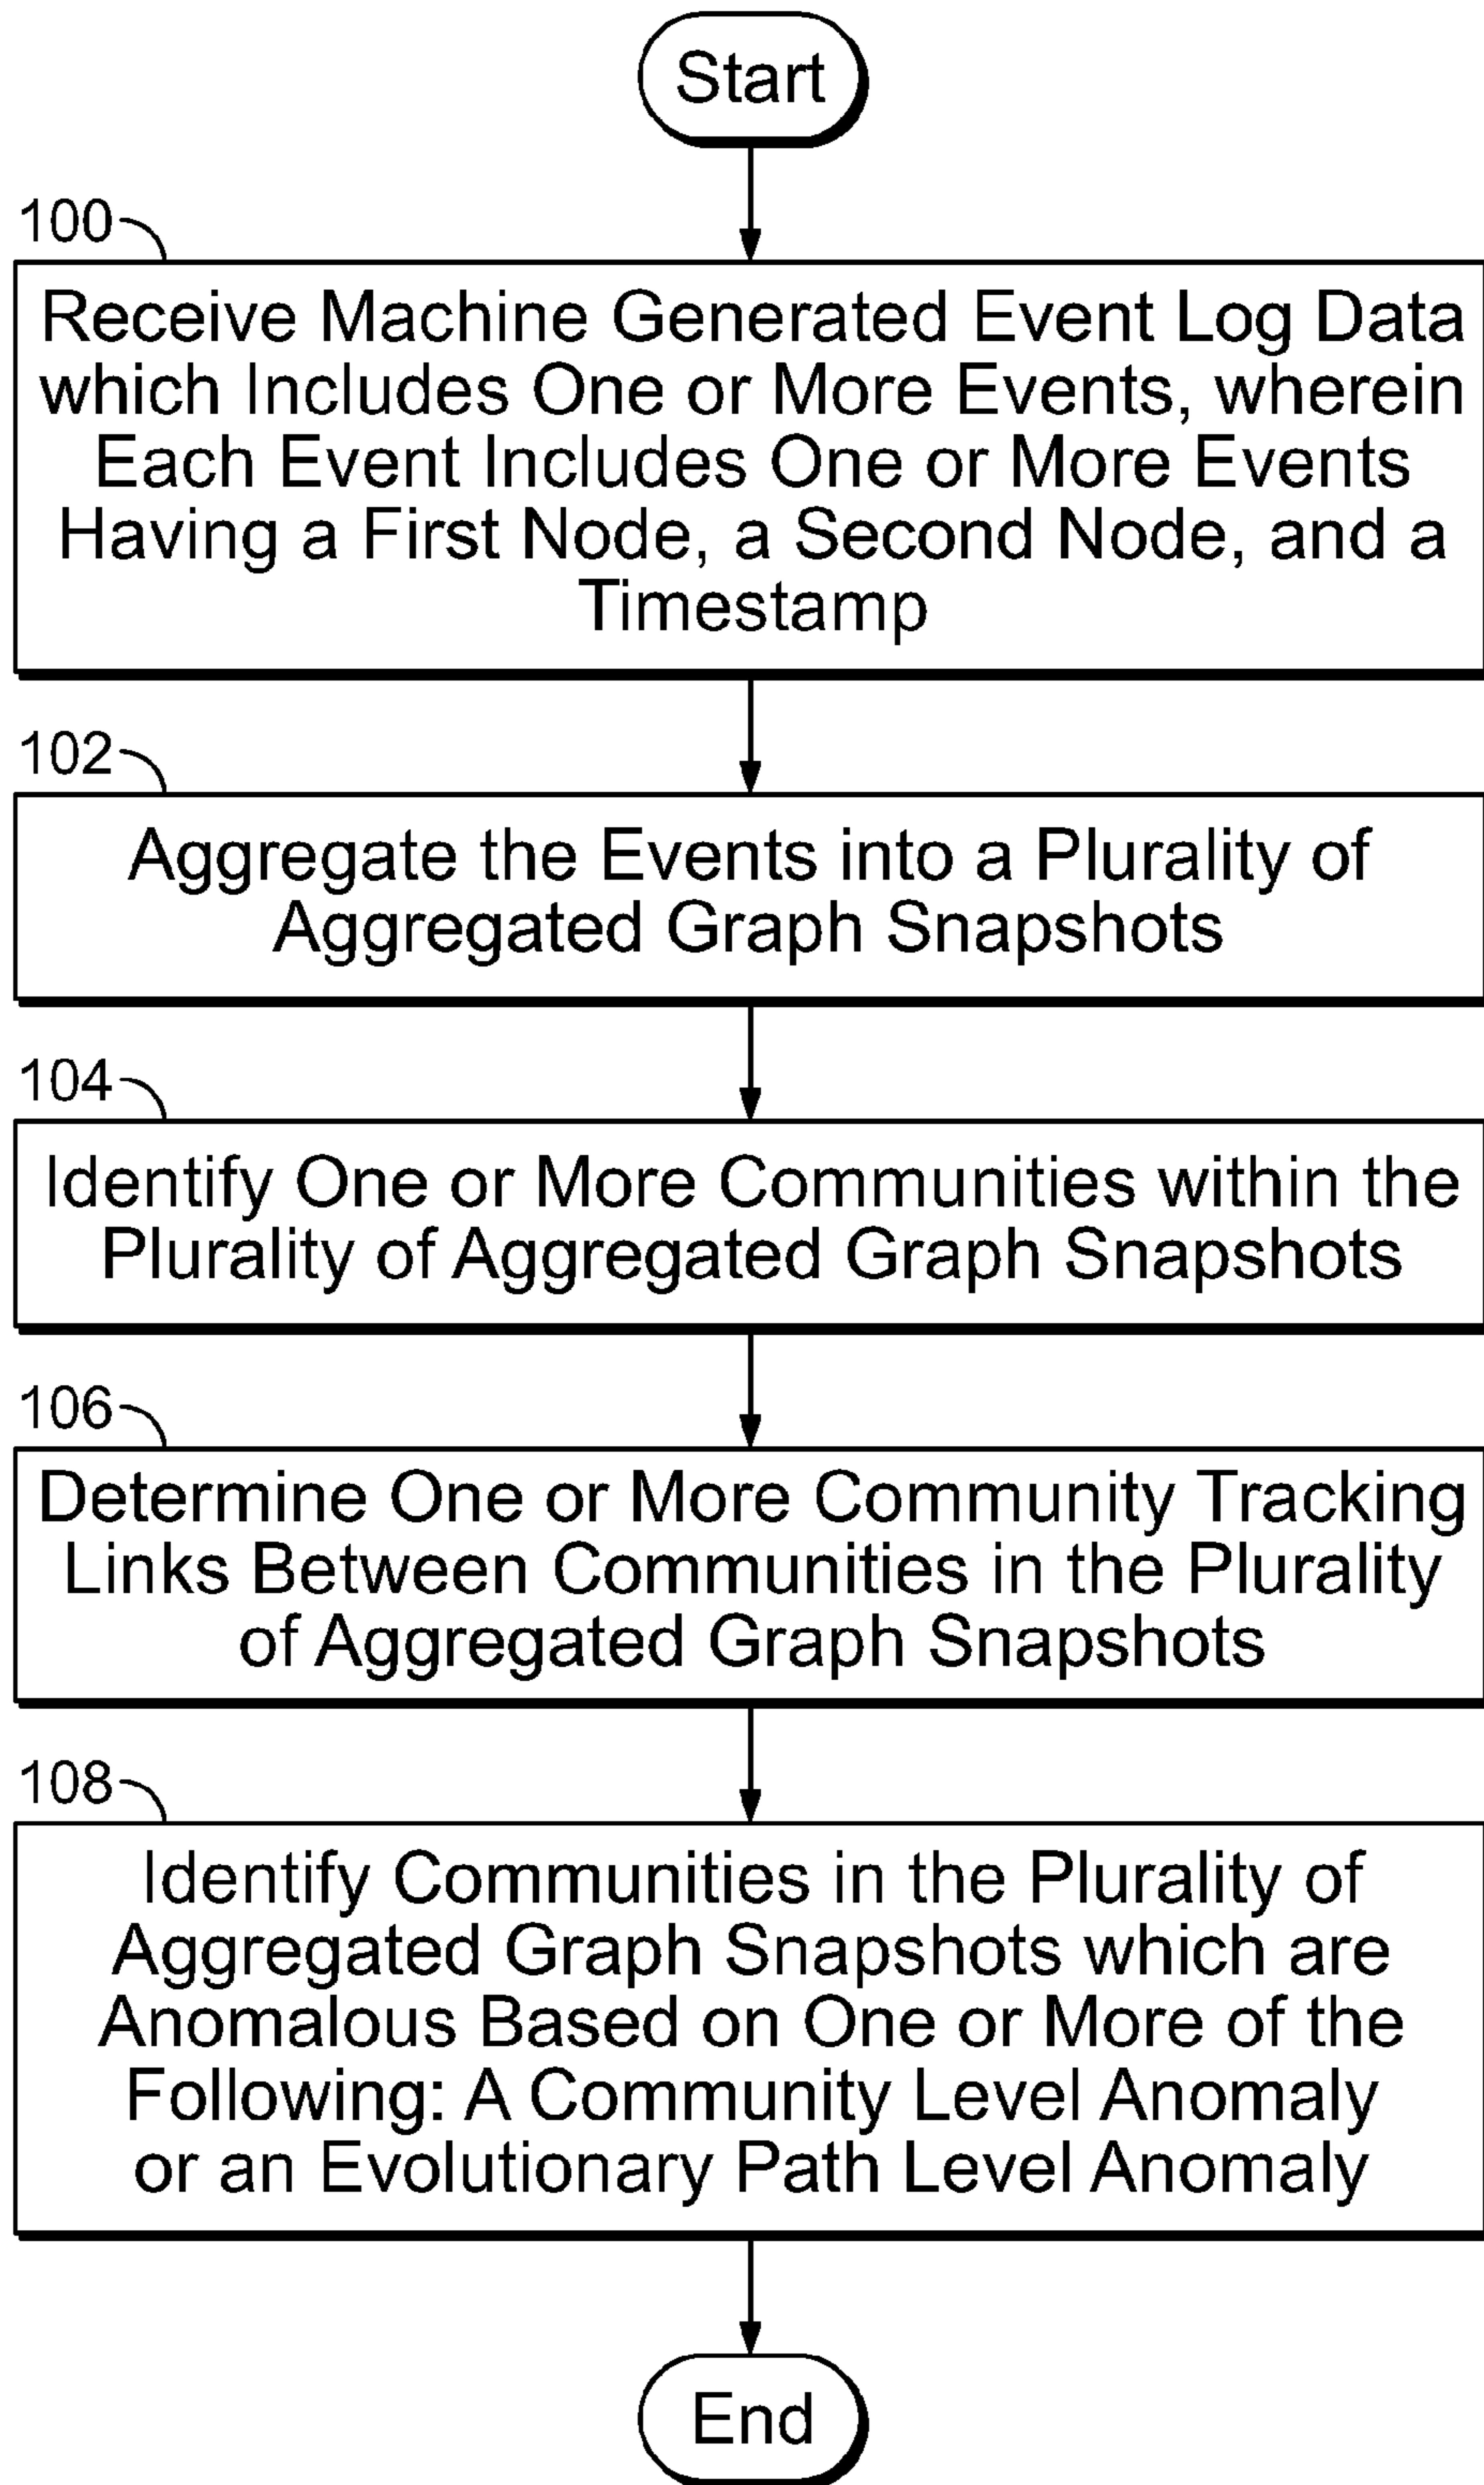 Start
100
Receive Machine Generated Event Log Data
which Includes One or More Events, wherein
Each Event Includes One or More Events
Having a First Node, a Second Node, and a
Timestamp
102
Aggregate the Events into a Plurality of
Aggregated Graph Snapshots
104
Identify One or More Communities within the
Plurality of Aggregated Graph Snapshots
106
Determine One or More Community Tracking
Links Between Communities in the Plurality
of Aggregated Graph Snapshots
108
Identify Communities in the Plurality of
Aggregated Graph Snapshots which are
Anomalous Based on One or More of the
Following: A Community Level Anomaly
or an Evolutionary Path Level Anomaly
End